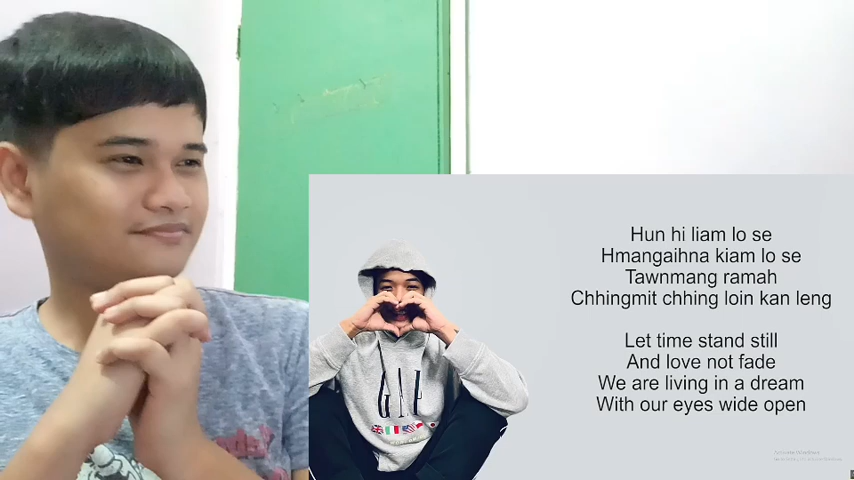 Hun hi liam lo se
Hmangaihna kiam lo se
Tawnmang ramah
Chhingmit chhing loin kan leng
Let time stand still
And love not fade
We are living in a dream
With our eyes wide open
GAP